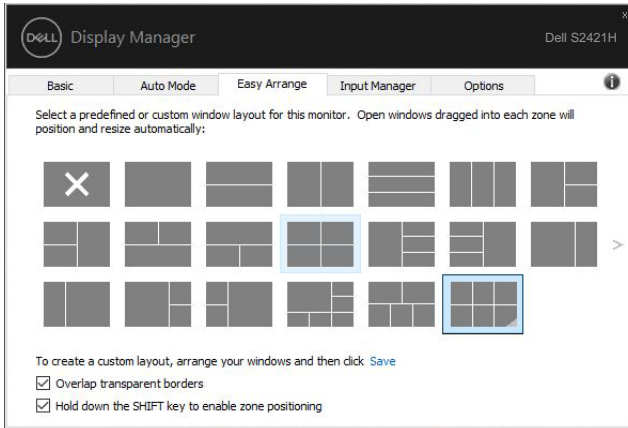 x
DELL Display Manager
Dell S2421H
Basic
Auto Mode
Easy Arrange
Input Manager
Options
i
Select a predefined or custom window layout for this monitor. Open windows dragged into each zone will
position and resize automatically:
>
To create a custom layout, arrange your windows and then click Save
Overlap transparent borders
Hold down the SHIFT key to enable zone positioning